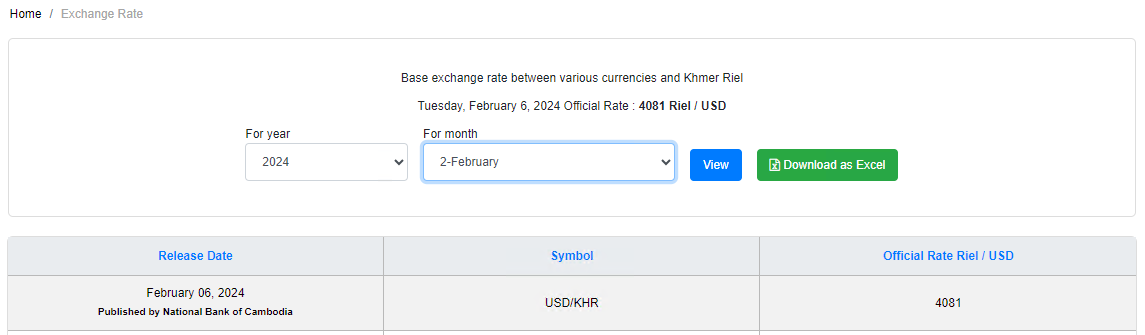 Home / Exchange Rate
Base exchange rate between various currencies and Khmer Riel
Tuesday, February 6, 2024 Official Rate : 4081 Riel / USD
For year For month
2024 2-February View Download as Excel
Release Date Symbol Official Rate Riel / USD
February 06, 2024
Published by National Bank of Cambodia
USD/KHR 4081